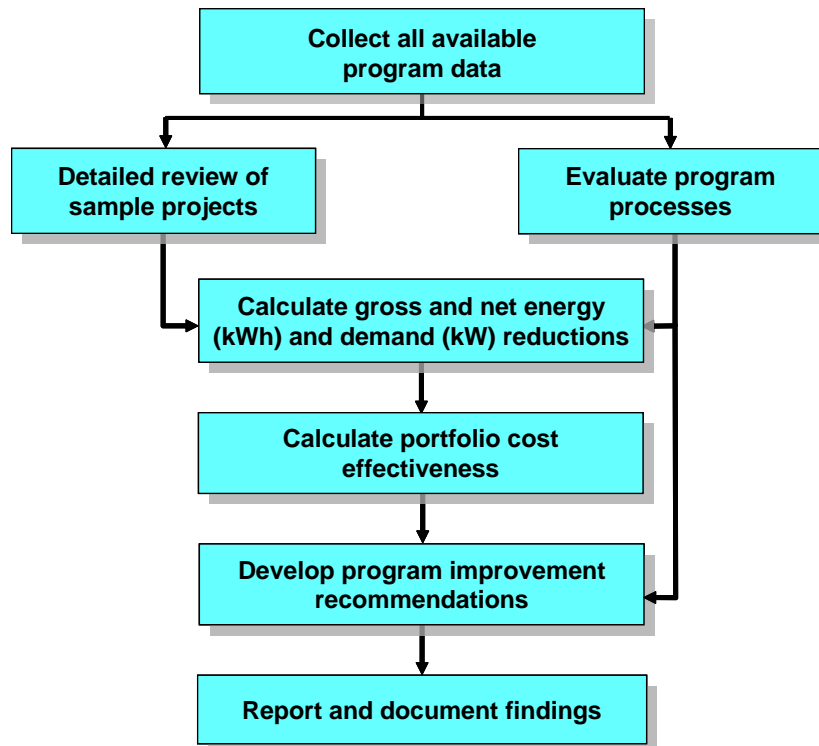 Collect all available
program data
Detailed review of
sample projects
Evaluate program
processes
Calculate gross and net energy
(kWh) and demand (kW) reductions
Calculate portfolio cost
effectiveness
Develop program improvement
recommendations
Report and document findings